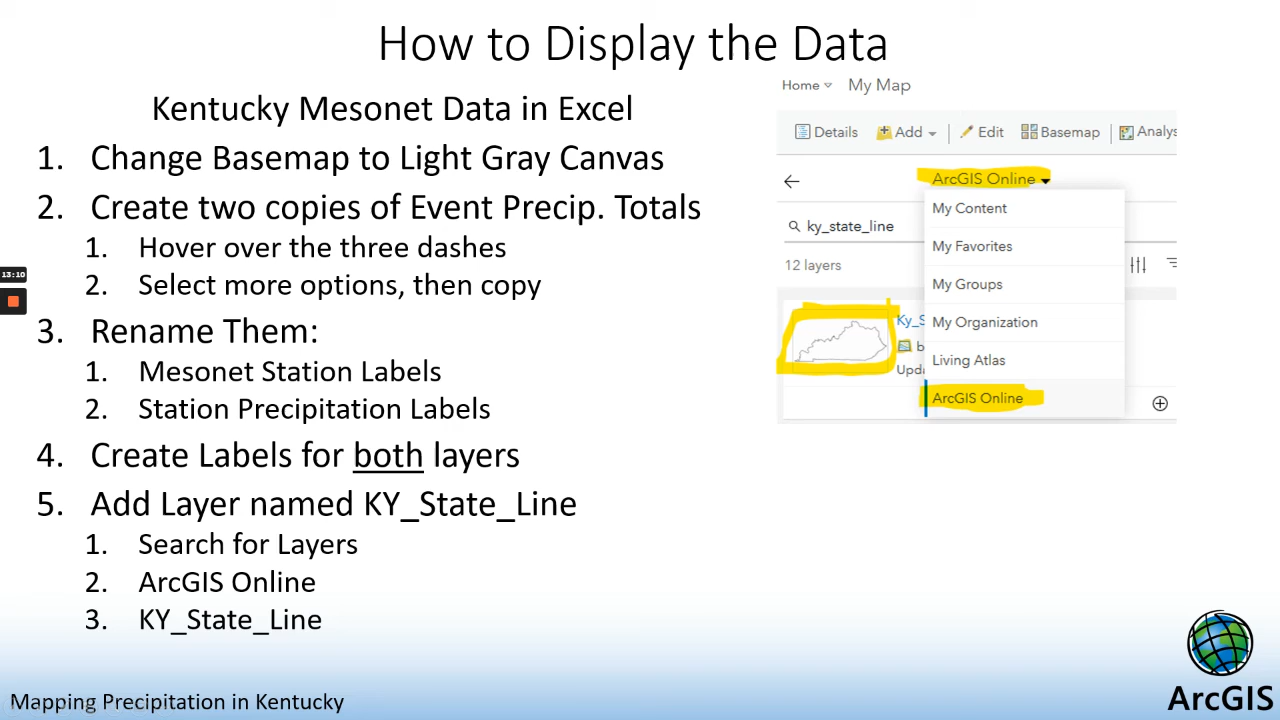 How to Display the Data
Kentucky Mesonet Data in Excel
1. Change Basemap to Light Gray Canvas
2. Create two copies of Event Precip. Totals
1. Hover over the three dashes
2. Select more options, then copy
3. Rename Them:
1. Mesonet Station Labels
2. Station Precipitation Labels
4. Create Labels for both layers
5. Add Layer named KY_State_Line
1. Search for Layers
2. ArcGIS Online
3. KY_State_Line
13:10
Home My Map
Details Add Edit Basemap Analys
ArcGIS Online
ky_state_line
12 layers
Ky_S
b
Upda
My Content
My Favorites
My Groups
My Organization
Living Atlas
ArcGIS Online
Mapping Precipitation in Kentucky
ArcGIS